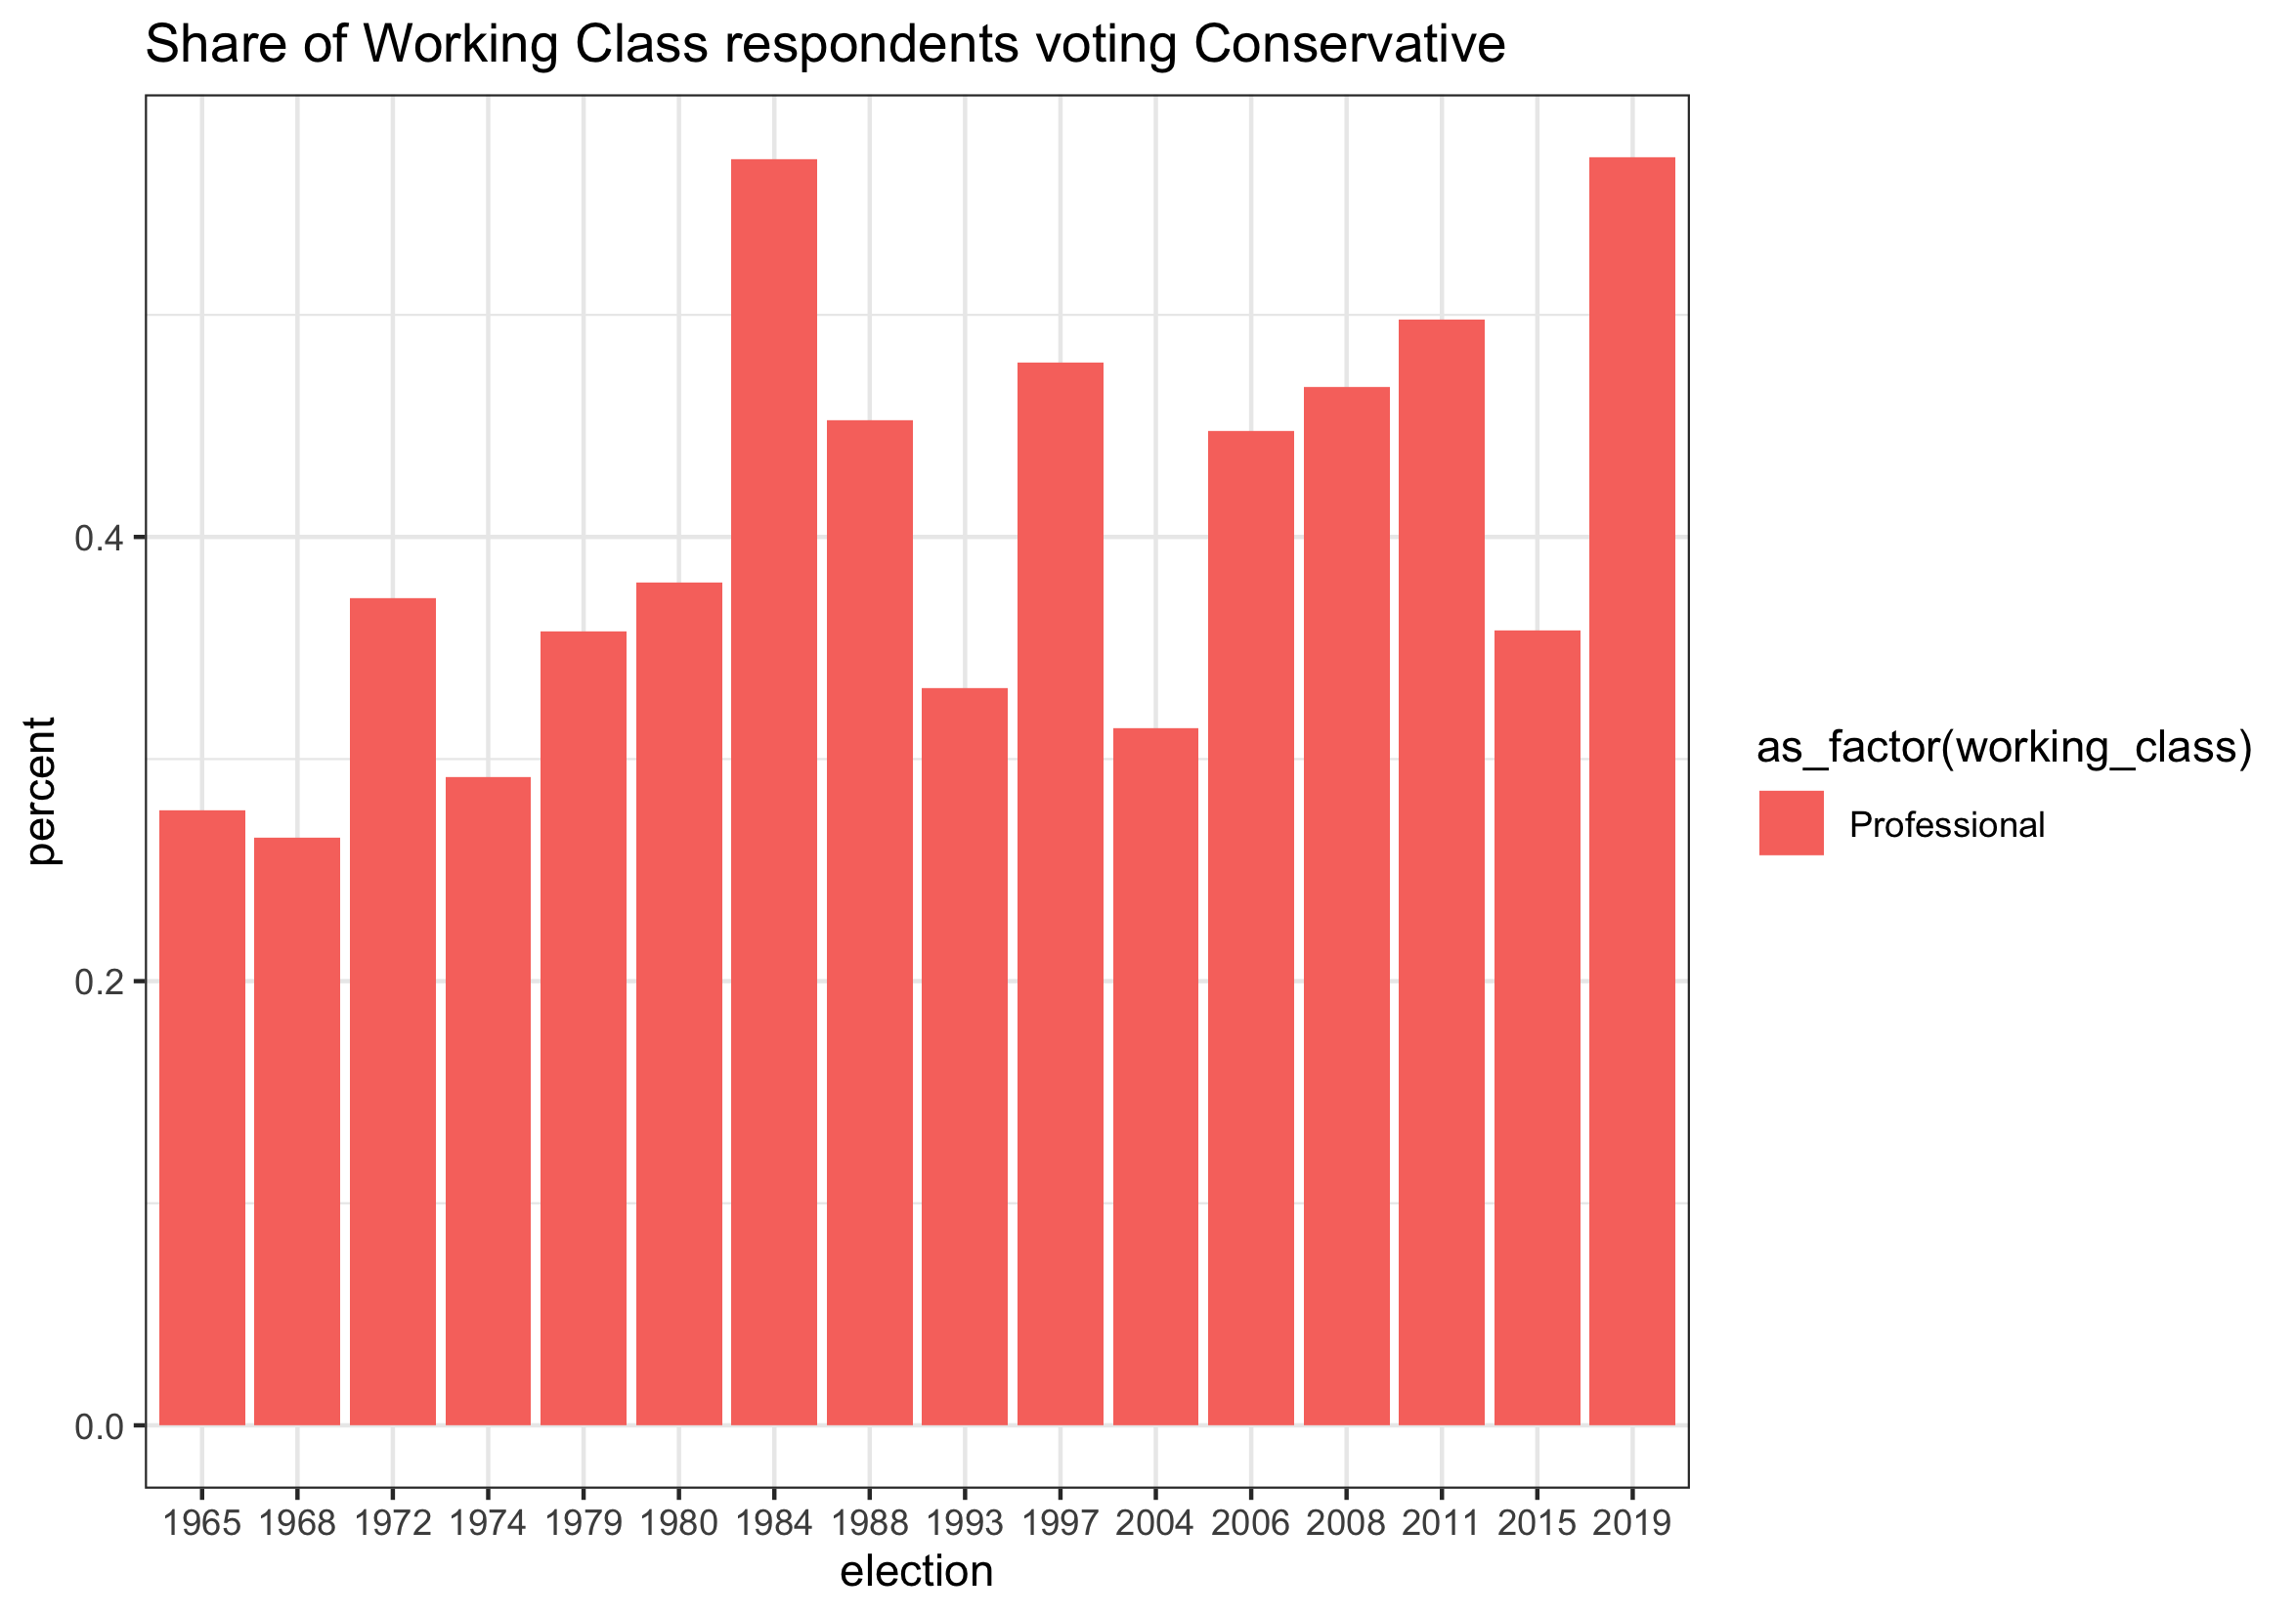 Share of Working Class respondents voting Conservative
percent
0.4
0.2
0.0
1965 1968 1972 1974 1979 1980 1984 1988 1993 1997 2004 2006 2008 2011 2015 2019
election
as_factor(working_class)
Professional